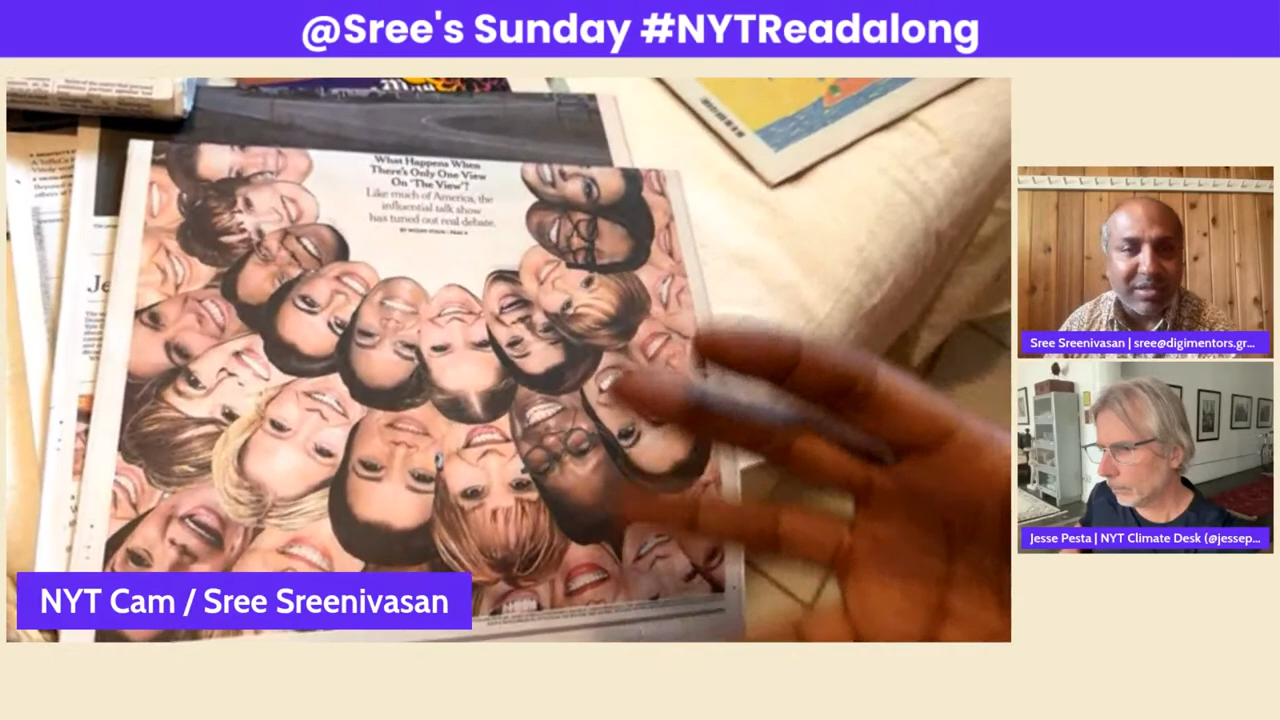 @Sree's Sunday #NYTReadalong
What Happens When
There's Only One View
On 'The View'?
Like much of America, the
influential talk show
has tuned out real debate.
Je
NYT Cam / Sree Sreenivasan
Sree Sreenivasan | sree@digimentors.gr...
Jesse Pesta | NYT Climate Desk (@jessep...